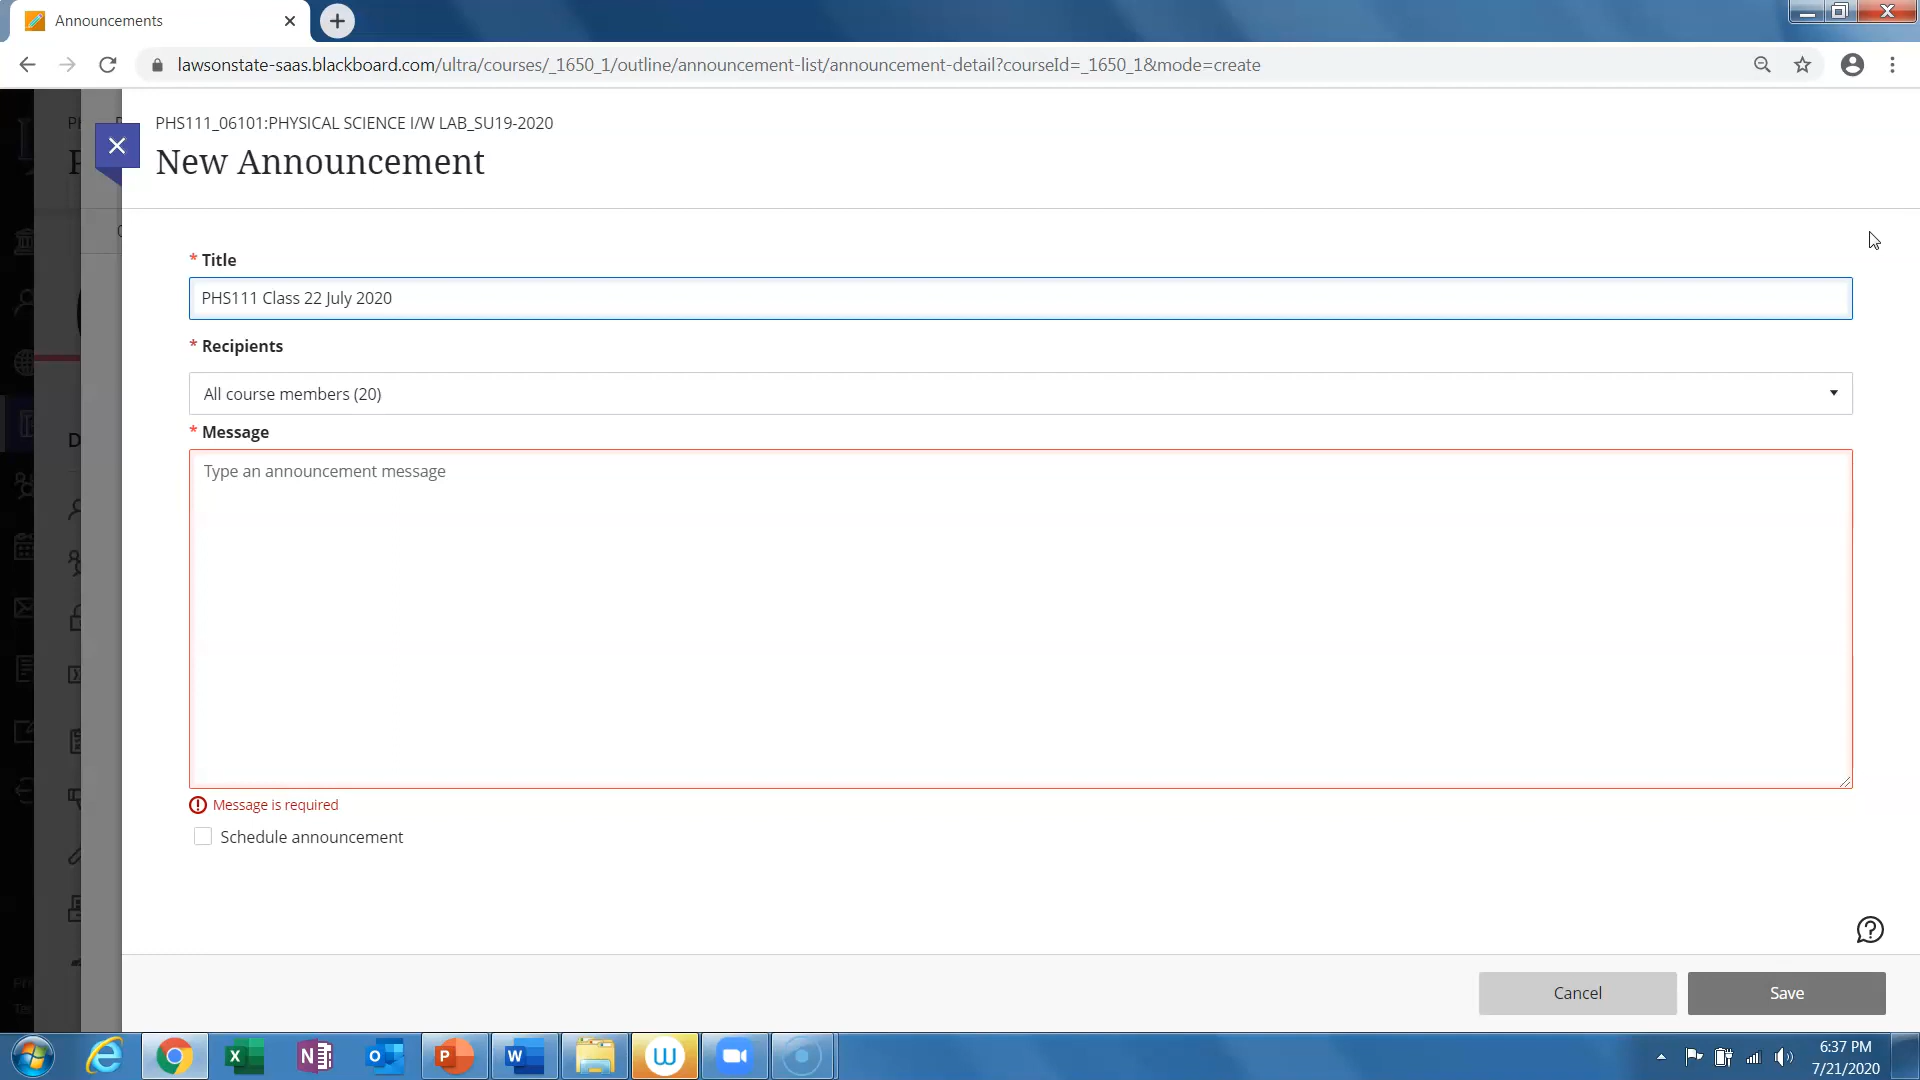 Announcements
lawsonstate-saas.blackboard.com/ultra/courses/_1650_1/outline/announcement-list/announcement-detail?courseId=_1650_1&mode=create
PHS111_06101:PHYSICAL SCIENCE I/W LAB_SU19-2020
New Announcement
* Title
PHS111 Class 22 July 2020
* Recipients
All course members (20)
* Message
Type an announcement message
Message is required
Schedule announcement
Cancel
Save
6:37 PM
7/21/2020